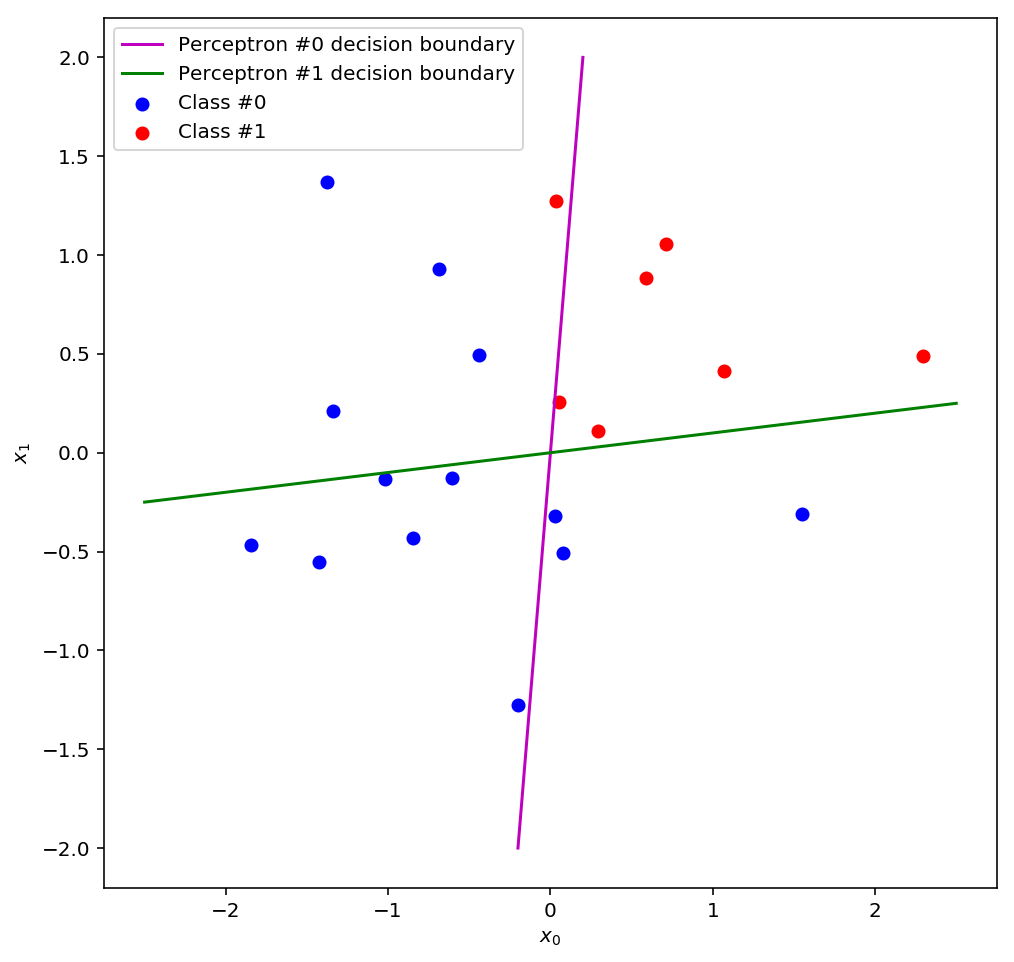 Perceptron #0 decision boundary
Perceptron #1 decision boundary
Class #0
Class #1
2.0
1.5
1.0
0.5
0.0
−0.5
−1.0
−1.5
−2.0
x₁
−2 −1 0 1 2
x₀